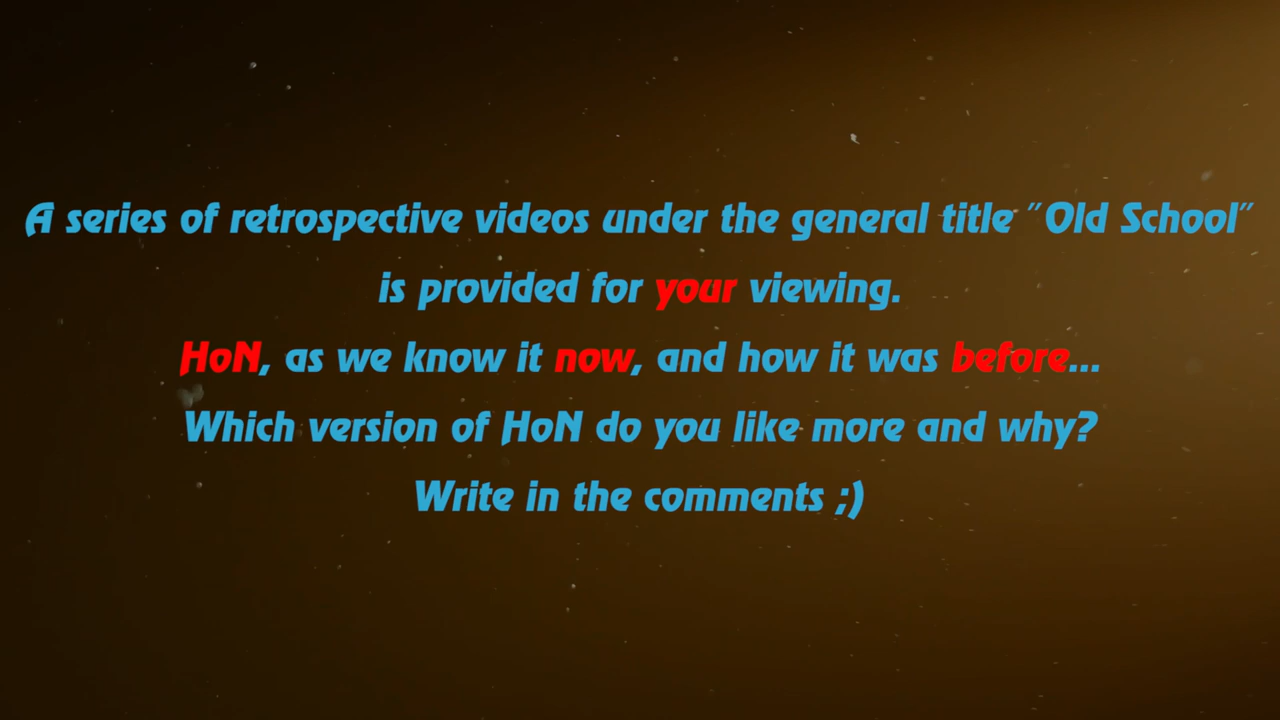 A series of retrospective videos under the general title "Old School"
is provided for your viewing.
HoN, as we know it now, and how it was before...
Which version of HoN do you like more and why?
Write in the comments ;)